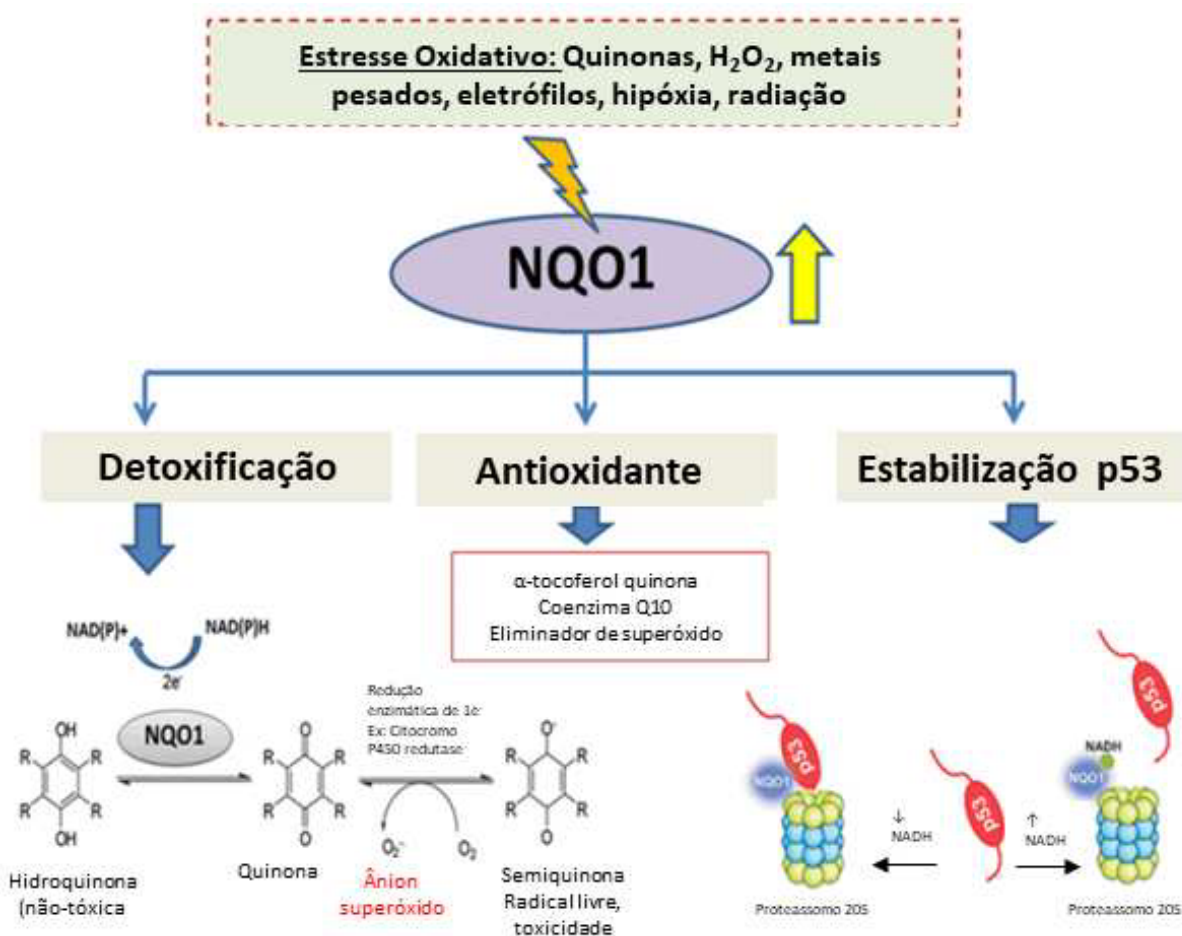 Estresse Oxidativo: Quinonas, H₂O₂, metais
pesados, eletrófilos, hipóxia, radiação
NQO1
Detoxificação
Antioxidante
Estabilização p53
α-tocoferol quinona
Coenzima Q10
Eliminador de superóxido
NAD(P)+
NAD(P)H
2e-
NQO1
Redução
enzimática de 1e-
Ex: Citocromo
P450 redutase
OH
R
R
R
R
OH
O
R
R
R
R
O
O-
R
R
R
R
O
O₂-
O₂
Hidroquinona
(não-tóxica
Quinona
Ânion
superóxido
Semiquinona
Radical livre,
toxicidade
p53
NQO1
↓
NADH
p53
↑
NADH
p53
NADH
NQO1
Proteassomo 20S
Proteassomo 20S